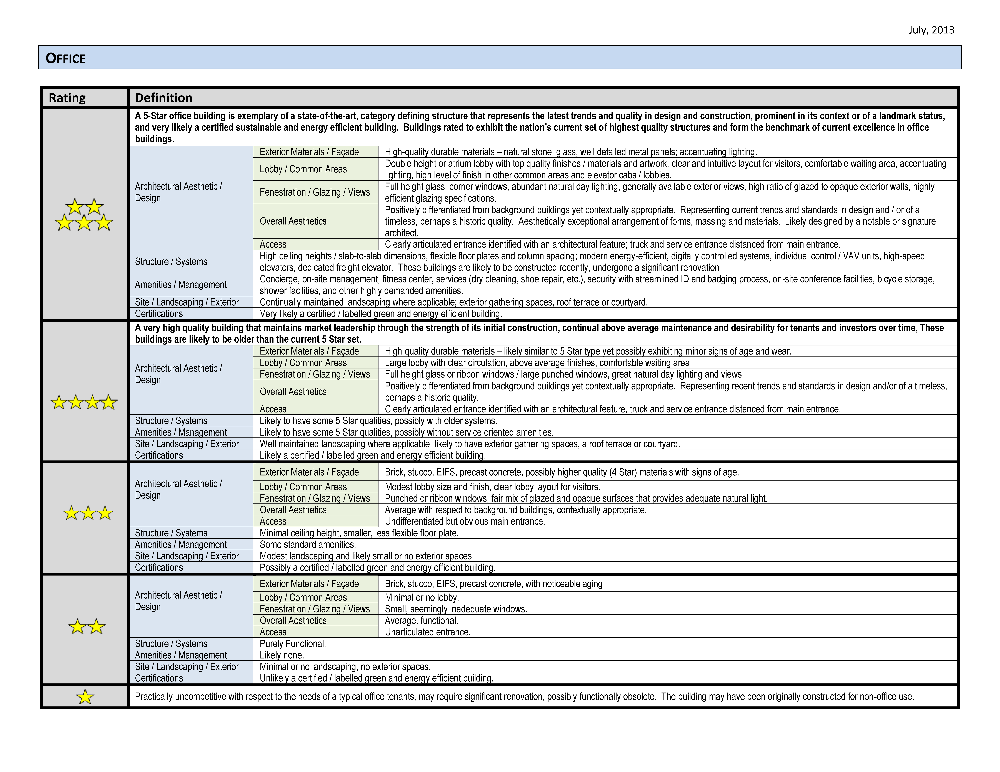 July, 2013
OFFICE
Rating
Definition
A 5-Star office building is exemplary of a state-of-the-art, category defining structure that represents the latest trends and quality in design and construction, prominent in its context or of a landmark status,
and very likely a certified sustainable and energy efficient building.  Buildings rated to exhibit the nation’s current set of highest quality structures and form the benchmark of current excellence in office
buildings.
Architectural Aesthetic /
Design
Exterior Materials / Façade
High-quality durable materials – natural stone, glass, well detailed metal panels; accentuating lighting.
Lobby / Common Areas
Double height or atrium lobby with top quality finishes / materials and artwork, clear and intuitive layout for visitors, comfortable waiting area, accentuating
lighting, high level of finish in other common areas and elevator cabs / lobbies.
Fenestration / Glazing / Views
Full height glass, corner windows, abundant natural day lighting, generally available exterior views, high ratio of glazed to opaque exterior walls, highly
efficient glazing specifications.
Overall Aesthetics
Positively differentiated from background buildings yet contextually appropriate.  Representing current trends and standards in design and / or of a
timeless, perhaps a historic quality.  Aesthetically exceptional arrangement of forms, massing and materials.  Likely designed by a notable or signature
architect.
Access
Clearly articulated entrance identified with an architectural feature; truck and service entrance distanced from main entrance.
Structure / Systems
High ceiling heights / slab-to-slab dimensions, flexible floor plates and column spacing; modern energy-efficient, digitally controlled systems, individual control / VAV units, high-speed
elevators, dedicated freight elevator.  These buildings are likely to be constructed recently, undergone a significant renovation
Amenities / Management
Concierge, on-site management, fitness center, services (dry cleaning, shoe repair, etc.), security with streamlined ID and badging process, on-site conference facilities, bicycle storage,
shower facilities, and other highly demanded amenities.
Site / Landscaping / Exterior
Continually maintained landscaping where applicable; exterior gathering spaces, roof terrace or courtyard.
Certifications
Very likely a certified / labelled green and energy efficient building.
A very high quality building that maintains market leadership through the strength of its initial construction, continual above average maintenance and desirability for tenants and investors over time, These
buildings are likely to be older than the current 5 Star set.
Architectural Aesthetic /
Design
Exterior Materials / Façade
High-quality durable materials – likely similar to 5 Star type yet possibly exhibiting minor signs of age and wear.
Lobby / Common Areas
Large lobby with clear circulation, above average finishes, comfortable waiting area.
Fenestration / Glazing / Views
Full height glass or ribbon windows / large punched windows, great natural day lighting and views.
Overall Aesthetics
Positively differentiated from background buildings yet contextually appropriate.  Representing recent trends and standards in design and/or of a timeless,
perhaps a historic quality.
Access
Clearly articulated entrance identified with an architectural feature, truck and service entrance distanced from main entrance.
Structure / Systems
Likely to have some 5 Star qualities, possibly with older systems.
Amenities / Management
Likely to have some 5 Star qualities, possibly without service oriented amenities.
Site / Landscaping / Exterior
Well maintained landscaping where applicable; likely to have exterior gathering spaces, a roof terrace or courtyard.
Certifications
Likely a certified / labelled green and energy efficient building.
Architectural Aesthetic /
Design
Exterior Materials / Façade
Brick, stucco, EIFS, precast concrete, possibly higher quality (4 Star) materials with signs of age.
Lobby / Common Areas
Modest lobby size and finish, clear lobby layout for visitors.
Fenestration / Glazing / Views
Punched or ribbon windows, fair mix of glazed and opaque surfaces that provides adequate natural light.
Overall Aesthetics
Average with respect to background buildings, contextually appropriate.
Access
Undifferentiated but obvious main entrance.
Structure / Systems
Minimal ceiling height, smaller, less flexible floor plate.
Amenities / Management
Some standard amenities.
Site / Landscaping / Exterior
Modest landscaping and likely small or no exterior spaces.
Certifications
Possibly a certified / labelled green and energy efficient building.
Architectural Aesthetic /
Design
Exterior Materials / Façade
Brick, stucco, EIFS, precast concrete, with noticeable aging.
Lobby / Common Areas
Minimal or no lobby.
Fenestration / Glazing / Views
Small, seemingly inadequate windows.
Overall Aesthetics
Average, functional.
Access
Unarticulated entrance.
Structure / Systems
Purely Functional.
Amenities / Management
Likely none.
Site / Landscaping / Exterior
Minimal or no landscaping, no exterior spaces.
Certifications
Unlikely a certified / labelled green and energy efficient building.
Practically uncompetitive with respect to the needs of a typical office tenants, may require significant renovation, possibly functionally obsolete.  The building may have been originally constructed for non-office use.